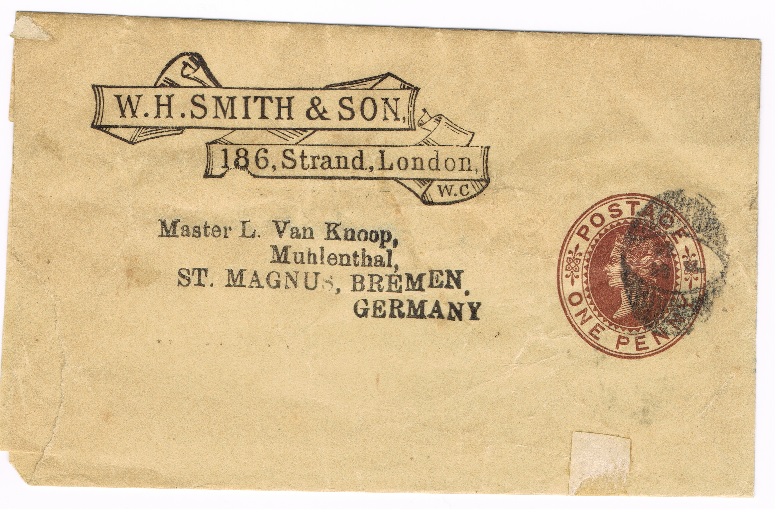 W.H.SMITH & SON,
186, Strand, London,
W.C
Master L. Van Knoop,
Muhlenthal,
ST. MAGNUS, BREMEN.
GERMANY
POSTAGE
ONE PENNY